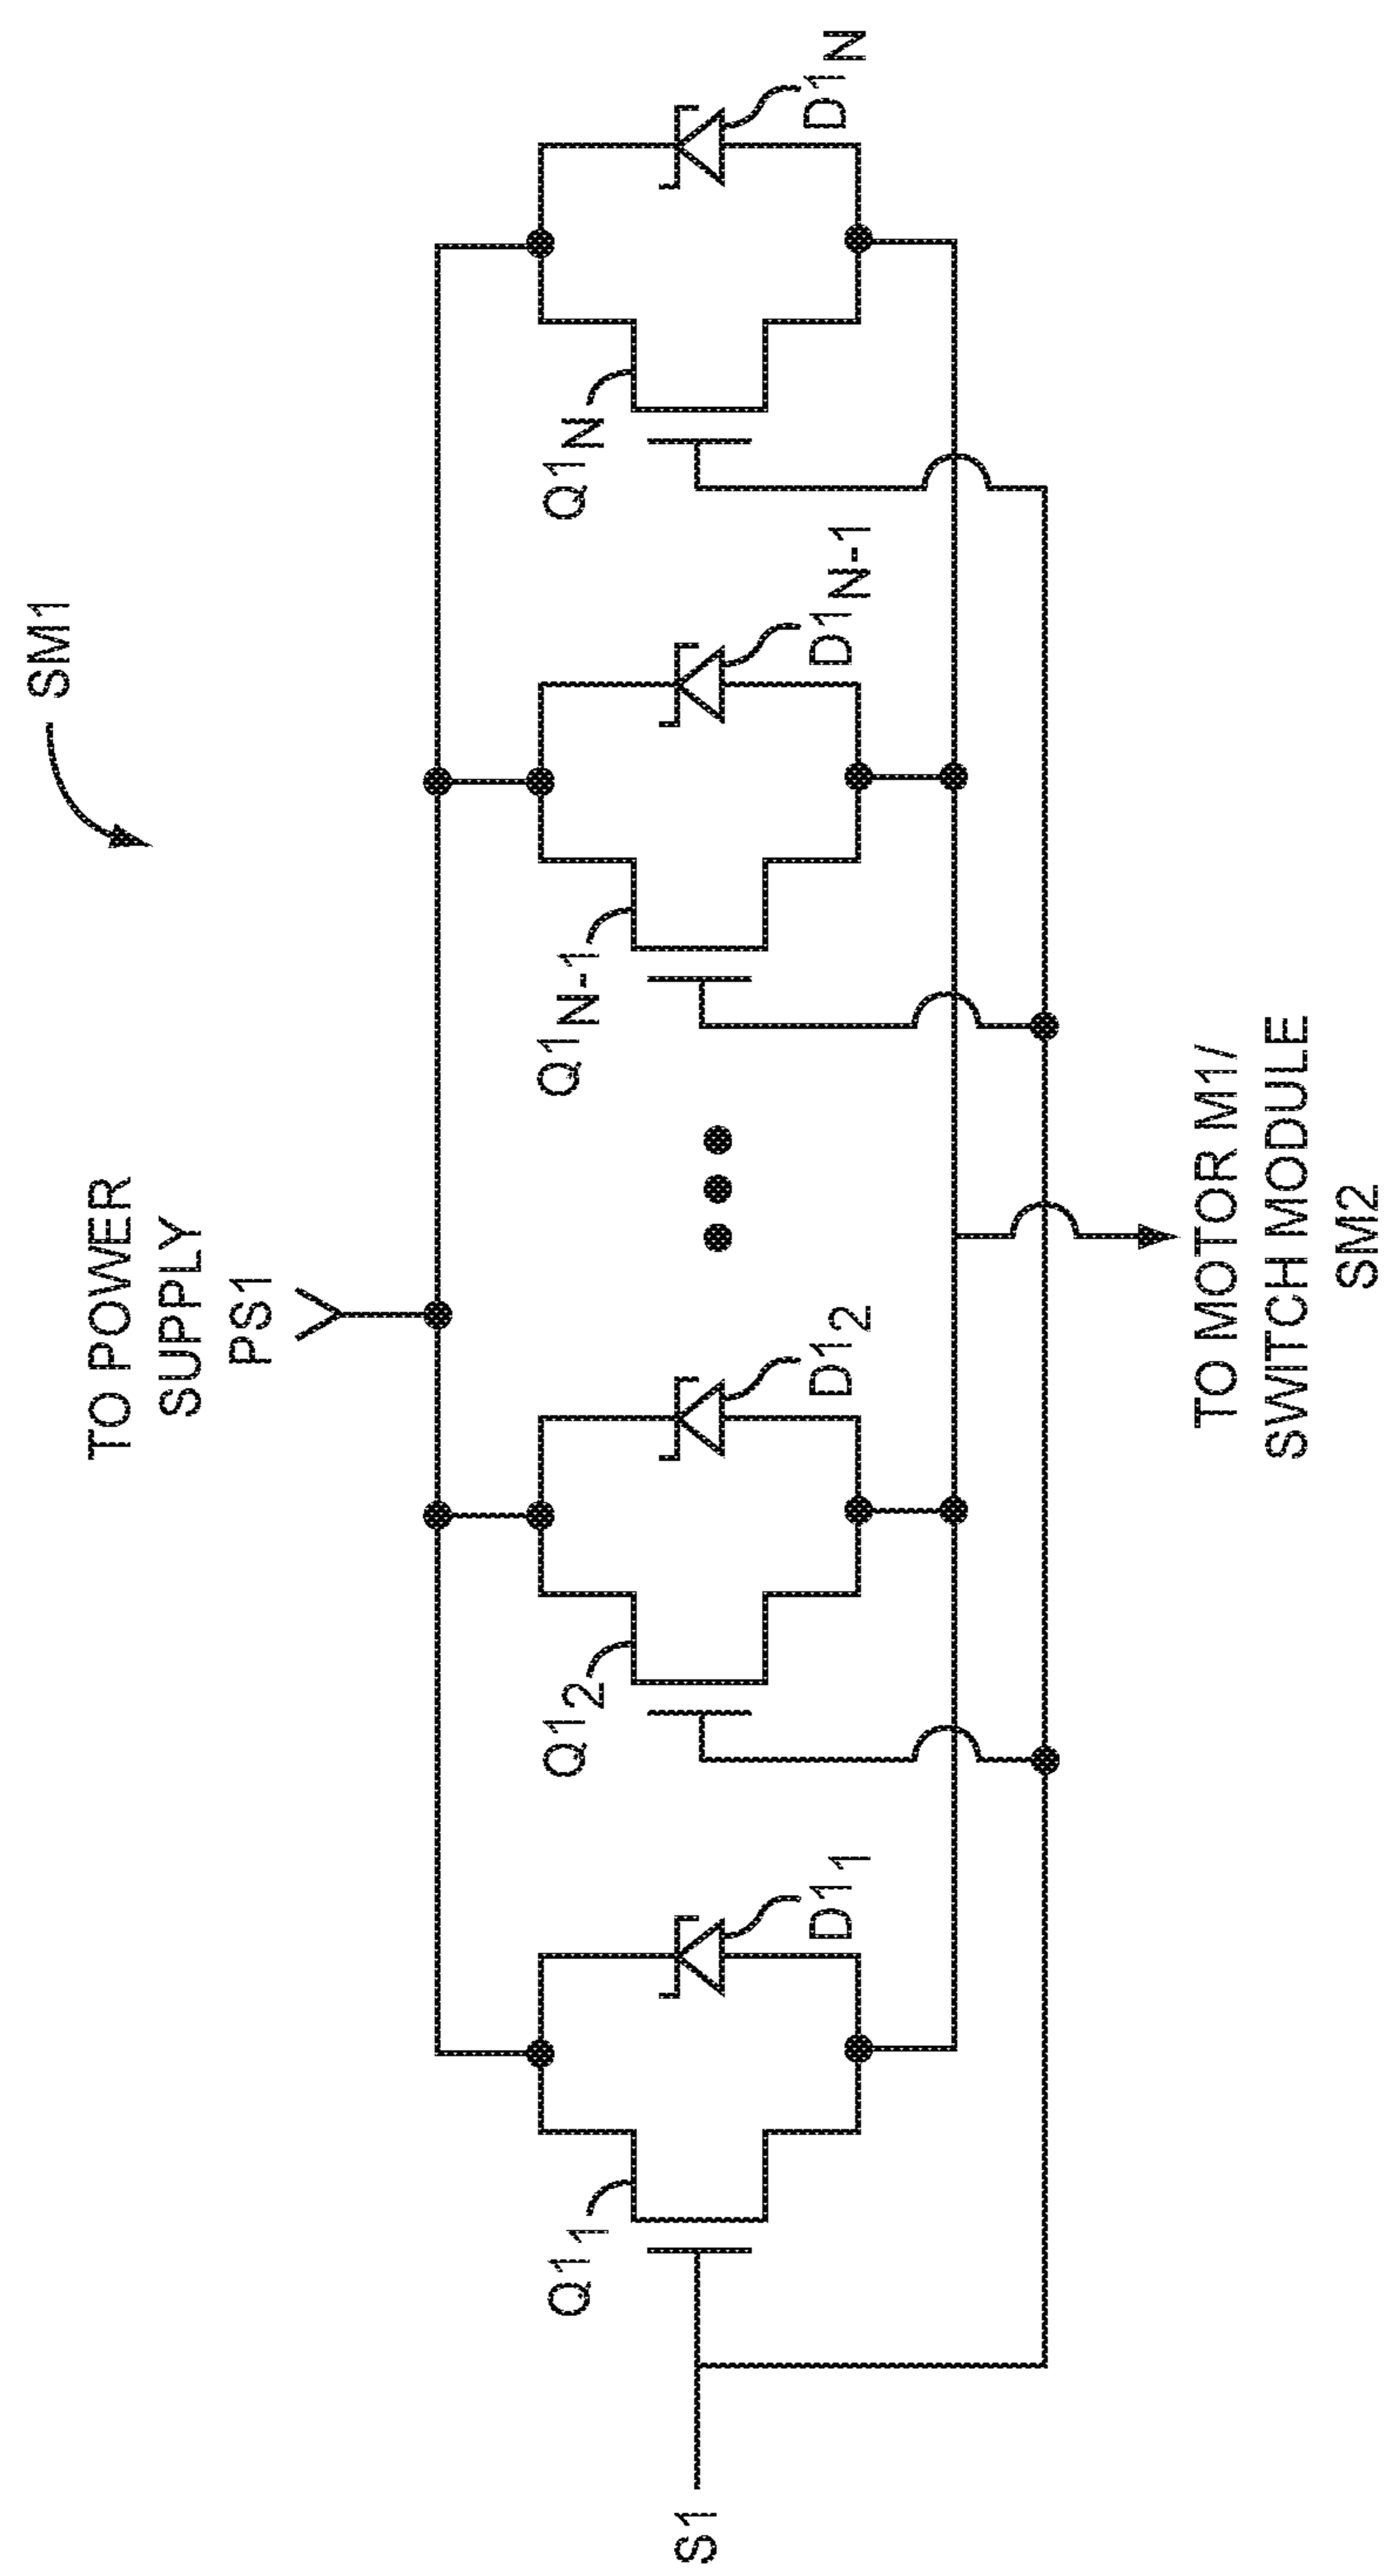 SM1
TO POWER
SUPPLY
PS1
Q1₁
D1₁
Q1₂
D1₂
Q1N-1
D1N-1
Q1N
D1N
S1
TO MOTOR M1/
SWITCH MODULE
SM2